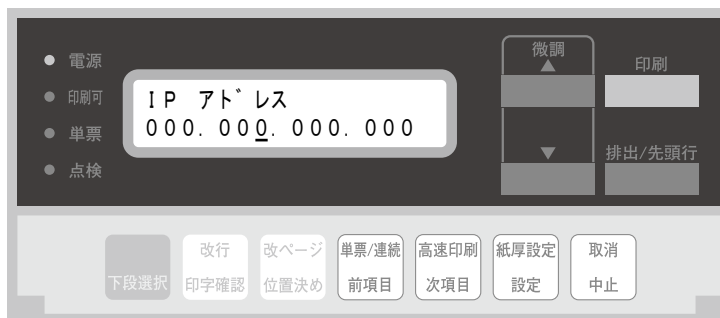 電源
印刷可
単票
点検
IP アドレス
000.000.000.000
微調
▲
▼
印刷
排出/先頭行
下段選択
改行
印字確認
改ページ
位置決め
単票/連続
前項目
高速印刷
次項目
紙厚設定
設定
取消
中止